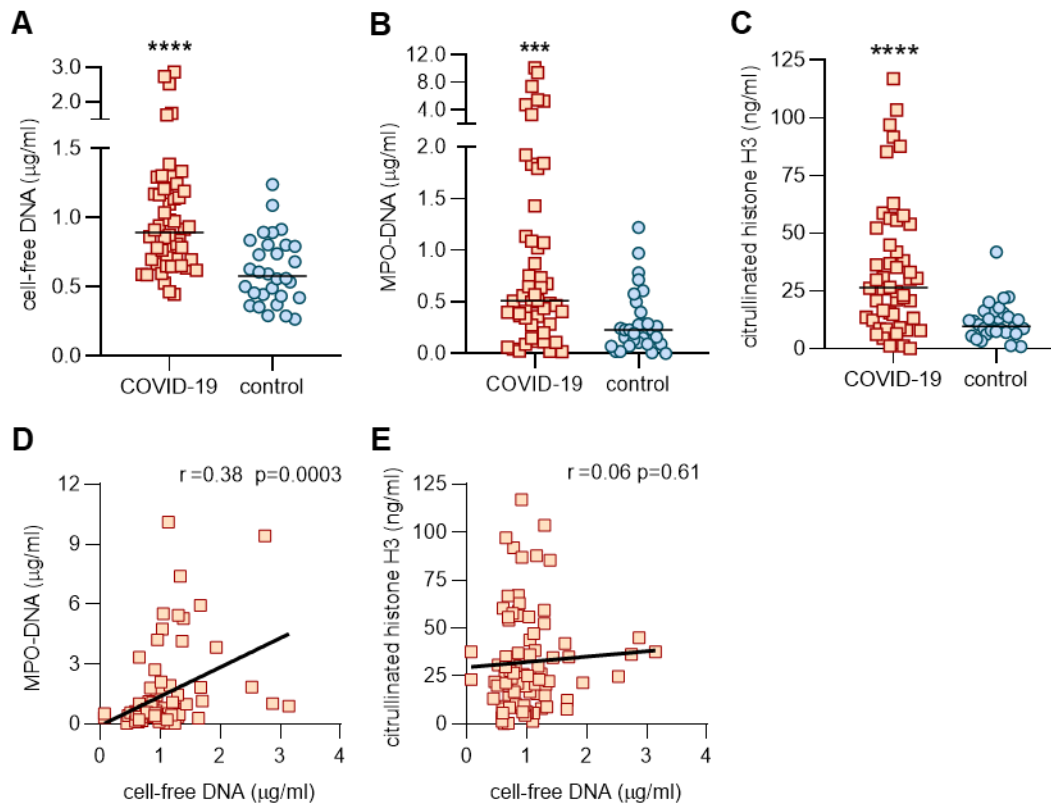 A
****
cell-free DNA (μg/ml)
3.0
2.0
1.5
1.0
0.5
0.0
COVID-19 control
B
***
MPO-DNA (μg/ml)
12.0
8.0
4.0
2.0
1.5
1.0
0.5
0.0
COVID-19 control
C
****
citrullinated histone H3 (ng/ml)
125
100
75
50
25
0
COVID-19 control
D
r=0.38 p=0.0003
MPO-DNA (μg/ml)
12
9
6
3
0
0 1 2 3 4
cell-free DNA (μg/ml)
E
r=0.06 p=0.61
citrullinated histone H3 (ng/ml)
125
100
75
50
25
0
0 1 2 3 4
cell-free DNA (μg/ml)